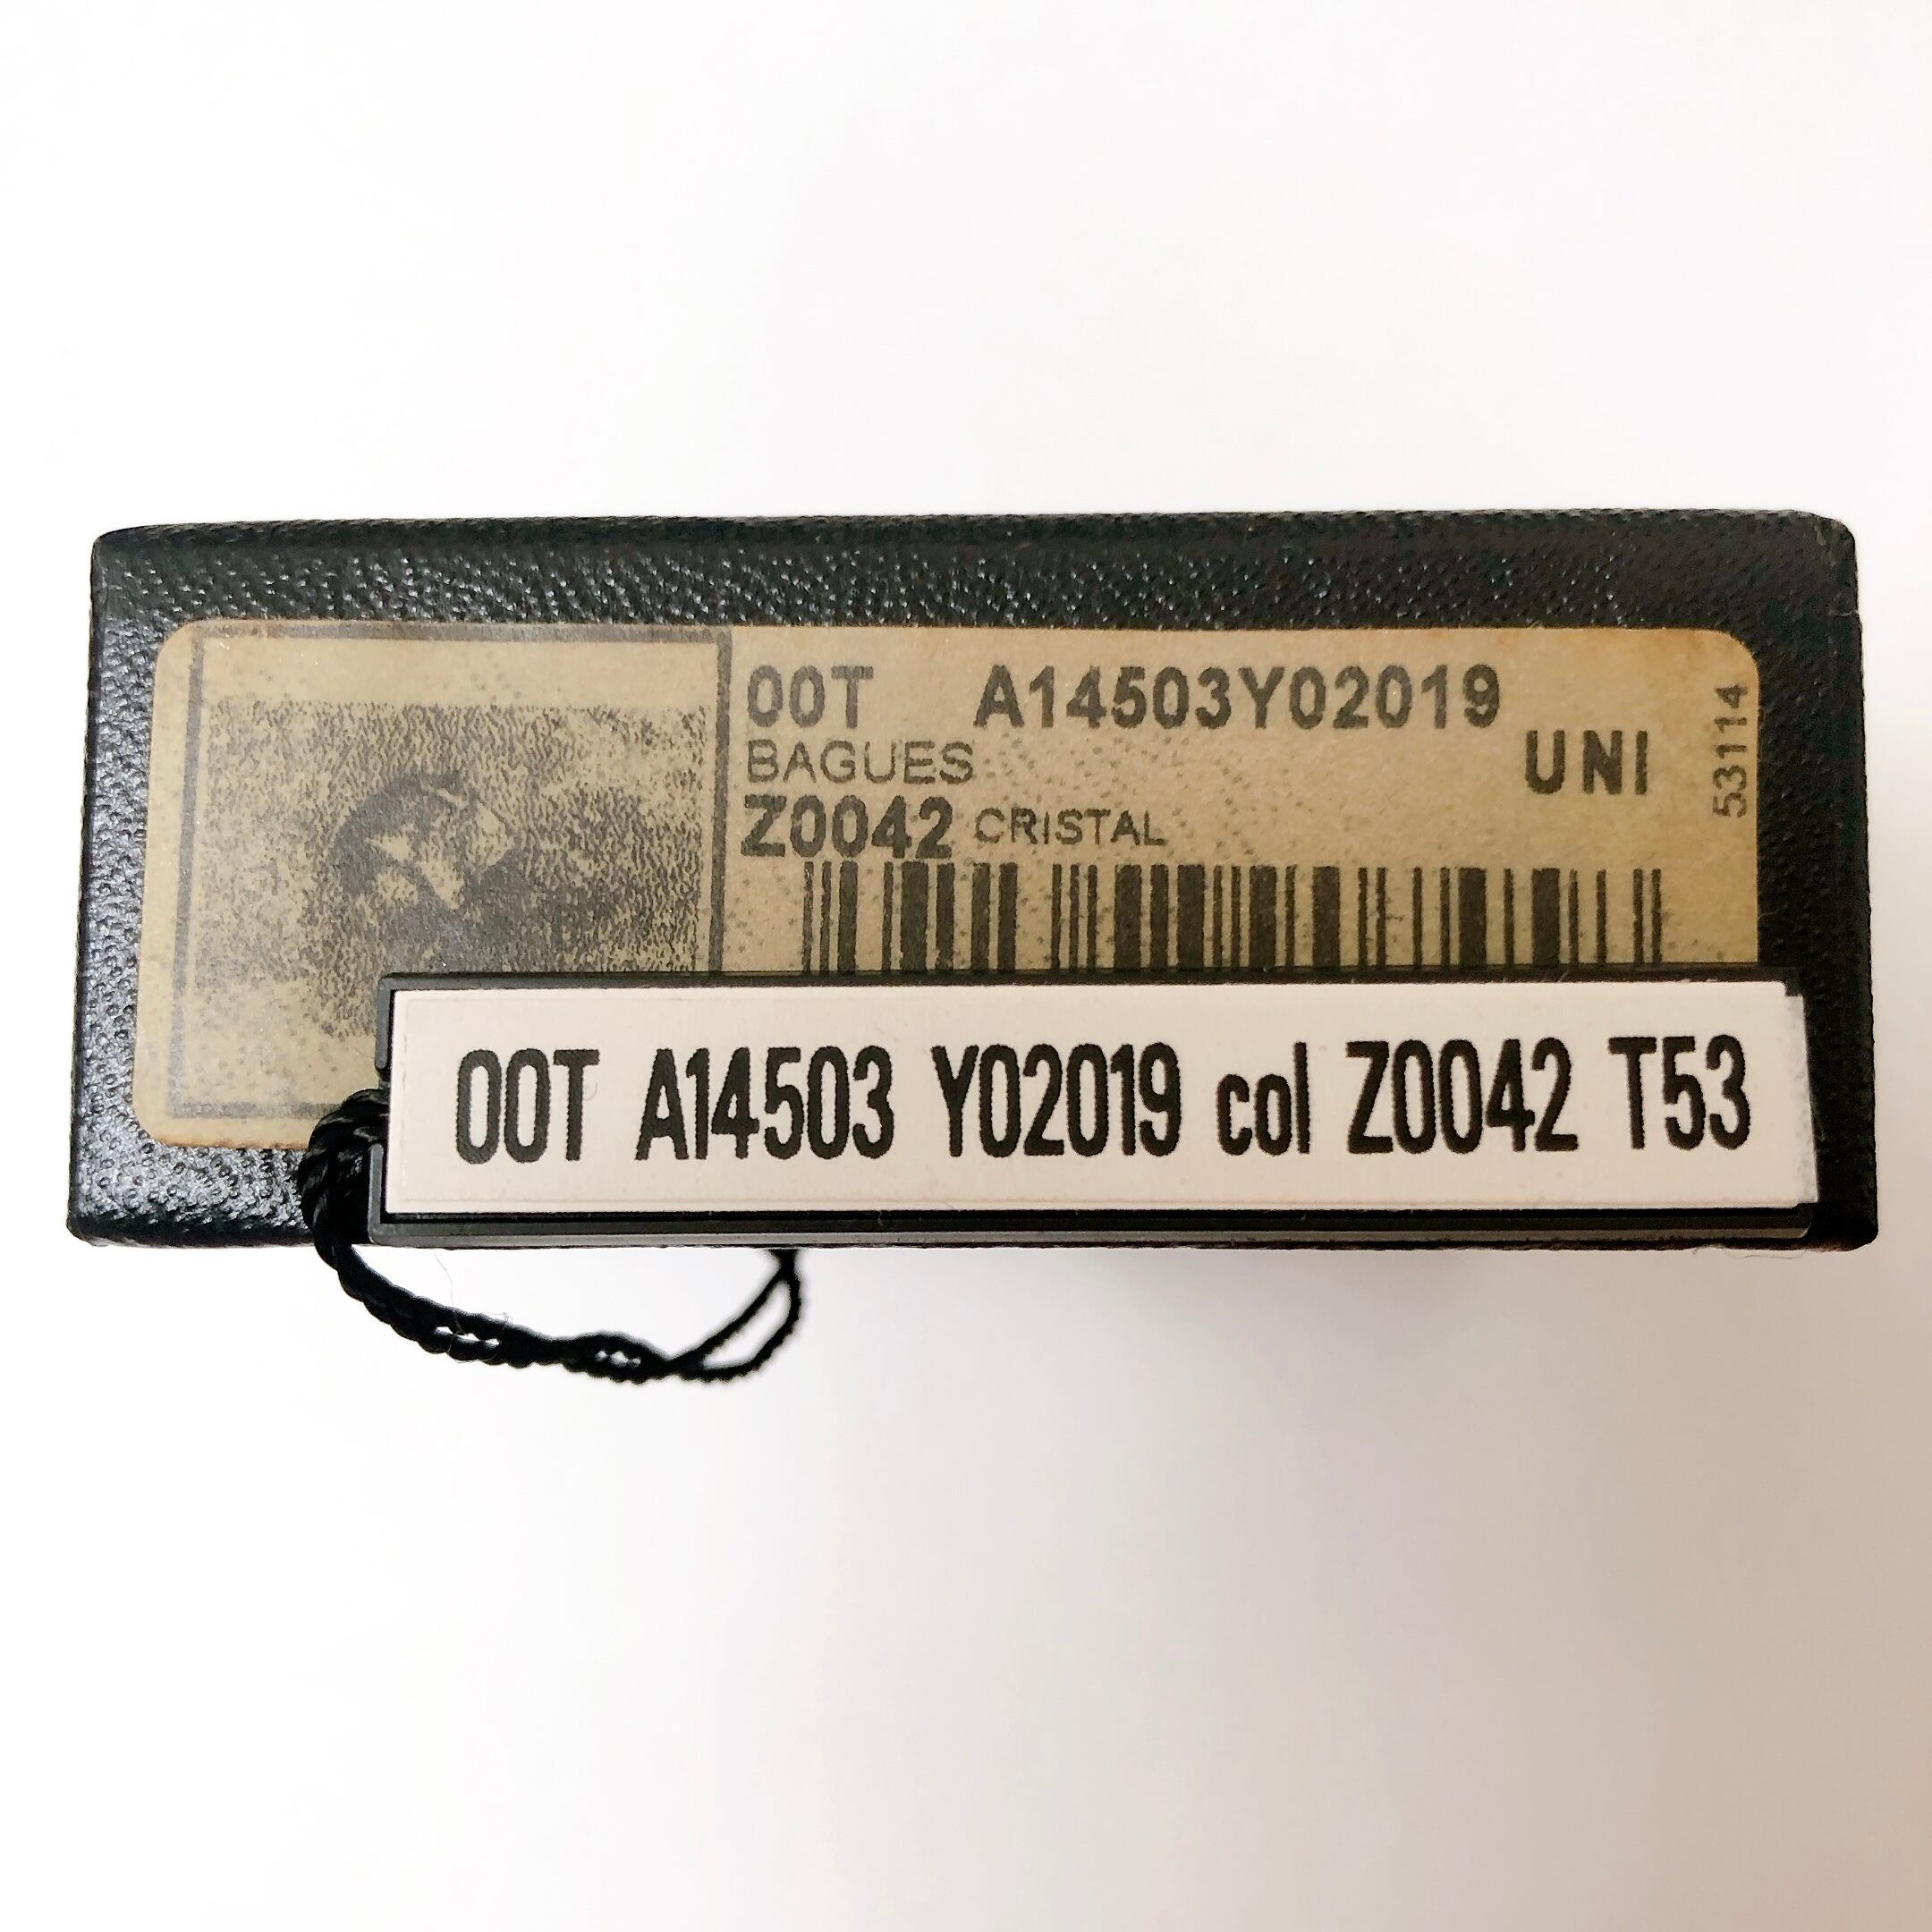 00T A14503Y02019
BAGUES
UNI
Z0042 CRISTAL
53114
00T A14503 Y02019 col Z0042 T53